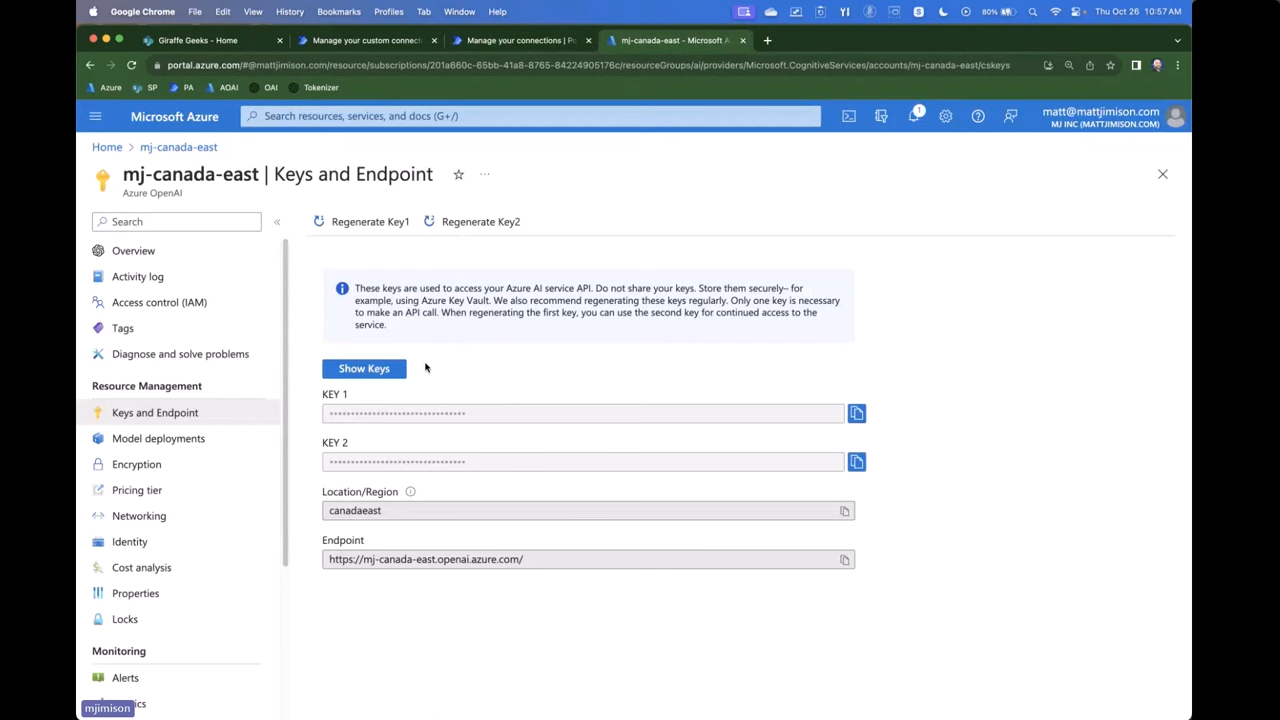 Google Chrome File Edit View History Bookmarks Profiles Tab Window Help 80% Thu Oct 26 10:57 AM
Giraffe Geeks - Home Manage your custom connect Manage your connections | Po mj-canada-east - Microsoft A
portal.azure.com/#@mattjimison.com/resource/subscriptions/201a660c-65bb-41a8-8765-84224905176c/resourceGroups/ai/providers/Microsoft.CognitiveServices/accounts/mj-canada-east/cskeys
Azure SP PA AOAI OAI Tokenizer
Microsoft Azure Search resources, services, and docs (G+/) 1 matt@mattjimison.com
MJ INC (MATTJIMISON.COM)
Home > mj-canada-east
mj-canada-east | Keys and Endpoint
Azure OpenAI
Search
Regenerate Key1 Regenerate Key2
Overview
Activity log
Access control (IAM)
Tags
Diagnose and solve problems
Resource Management
Keys and Endpoint
Model deployments
Encryption
Pricing tier
Networking
Identity
Cost analysis
Properties
Locks
Monitoring
Alerts
mjimison
These keys are used to access your Azure AI service API. Do not share your keys. Store them securely– for
example, using Azure Key Vault. We also recommend regenerating these keys regularly. Only one key is necessary
to make an API call. When regenerating the first key, you can use the second key for continued access to the
service.
Show Keys
KEY 1
KEY 2
Location/Region
canadaeast
Endpoint
https://mj-canada-east.openai.azure.com/